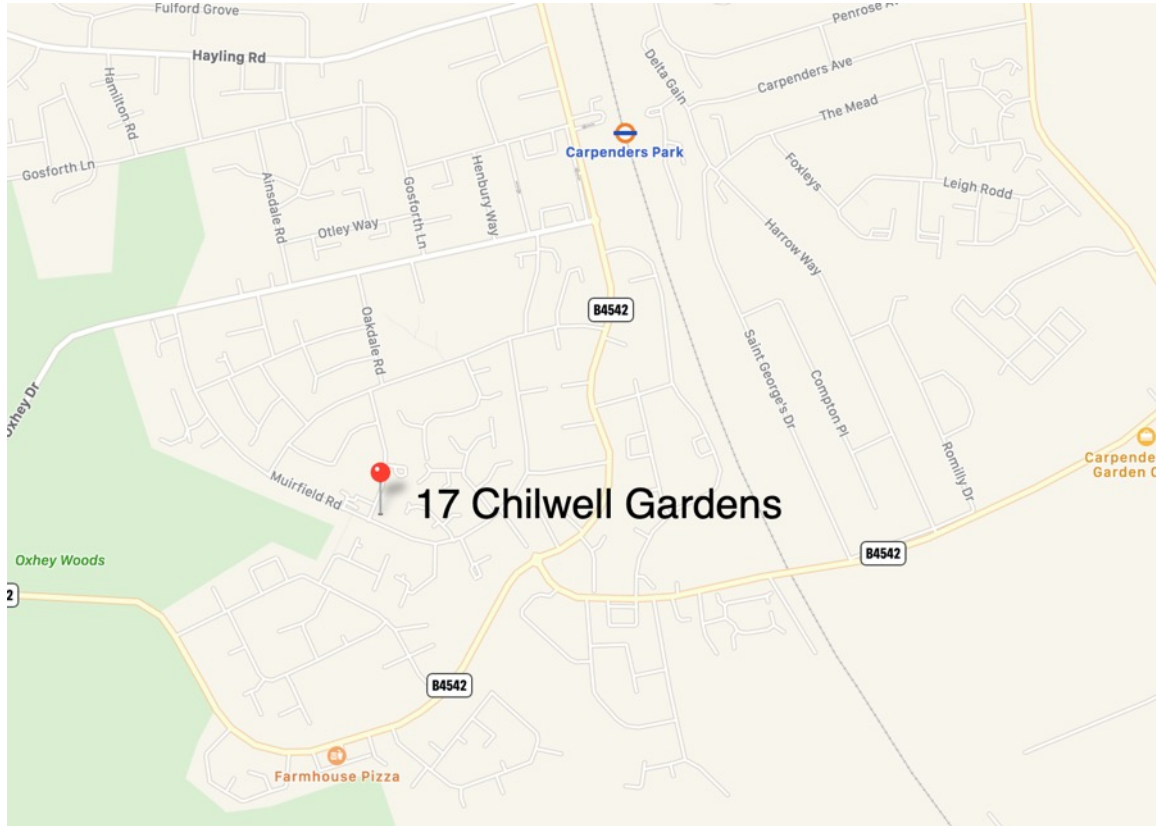 Fulford Grove
Penrose A
Hayling Rd
Delta Gain
Carpenders Ave
Hamilton Rd
The Mead
Carpenders Park
Gosforth Ln
Ainsdale Rd
Henbury Way
Foxleys
Leigh Rodd
Gosforth Ln
Otley Way
Harrow Way
B4542
Oakdale Rd
Saint George's Dr
Compton Pl
Oxhey Dr
Romilly Dr
Carpende
Garden C
Muirfield Rd
17 Chilwell Gardens
Oxhey Woods
B4542
2
B4542
Farmhouse Pizza